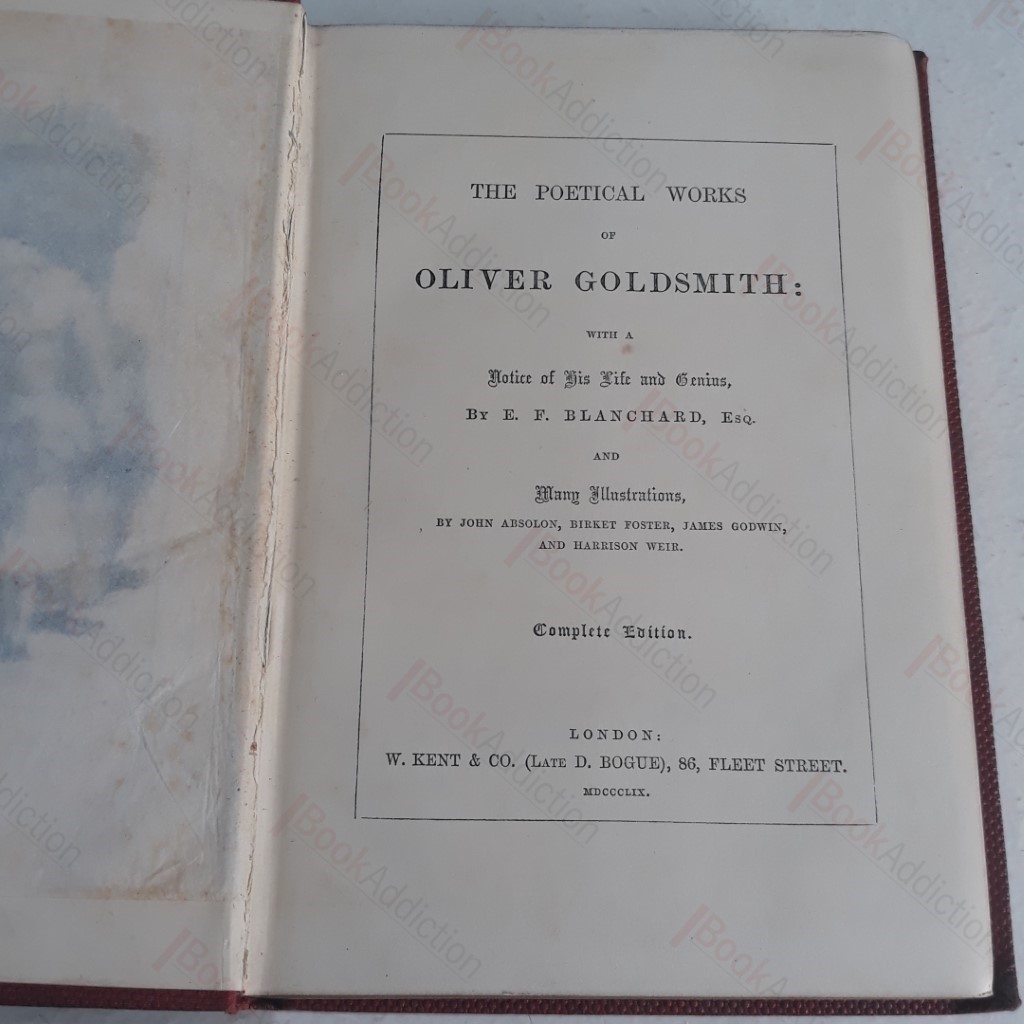 THE POETICAL WORKS
OF
OLIVER GOLDSMITH:
WITH A
Notice of His Life and Genius,
BY E. F. BLANCHARD, ESQ.
AND
Many Illustrations,
BY JOHN ABSOLON, BIRKET FOSTER, JAMES GODWIN,
AND HARRISON WEIR.
Complete Edition.
LONDON:
W. KENT & CO. (LATE D. BOGUE), 86, FLEET STREET.
MDCCCLIX.
BookAddiction